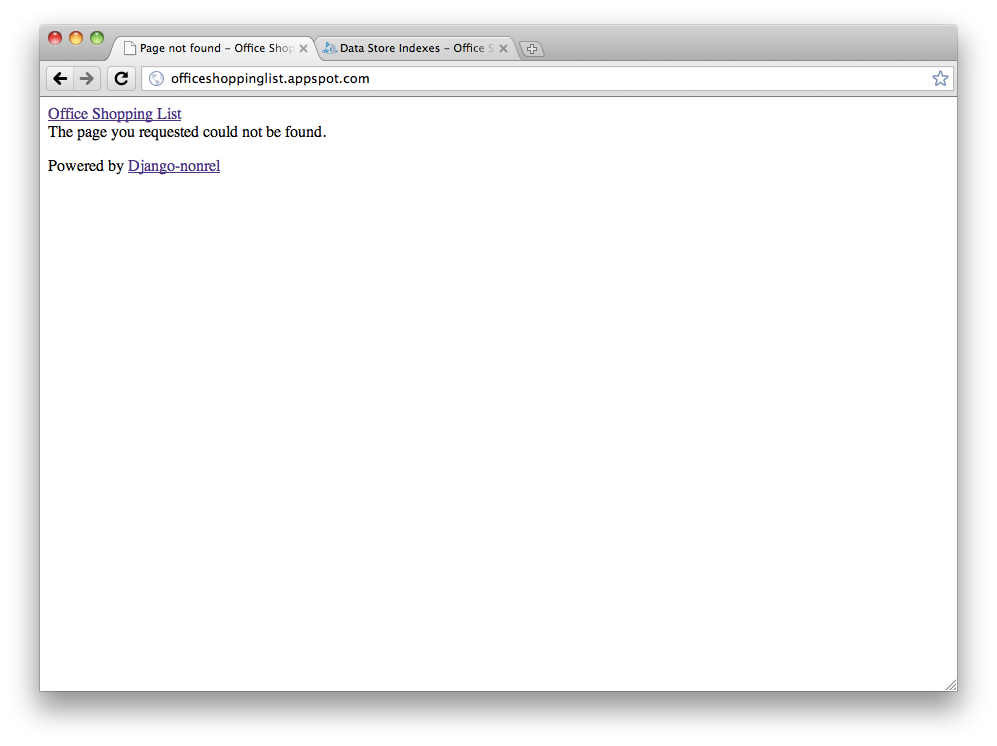 Page not found – Office Shop
Data Store Indexes – Office S
officeshoppinglist.appspot.com
Office Shopping List
The page you requested could not be found.
Powered by Django-nonrel